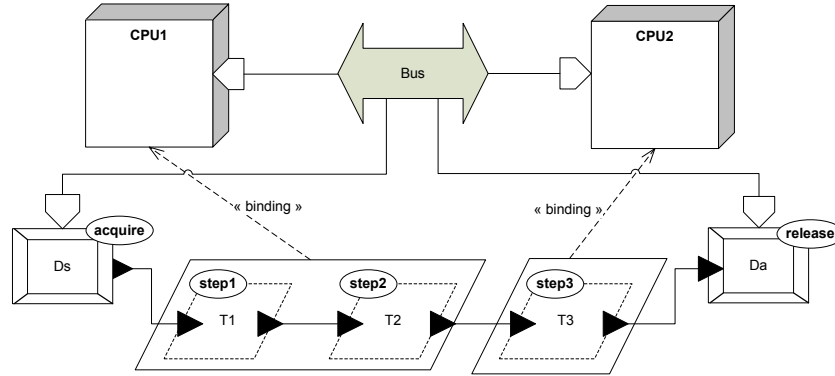 CPU1
CPU2
Bus
« binding »
« binding »
acquire
release
Ds
Da
step1
step2
step3
T1
T2
T3